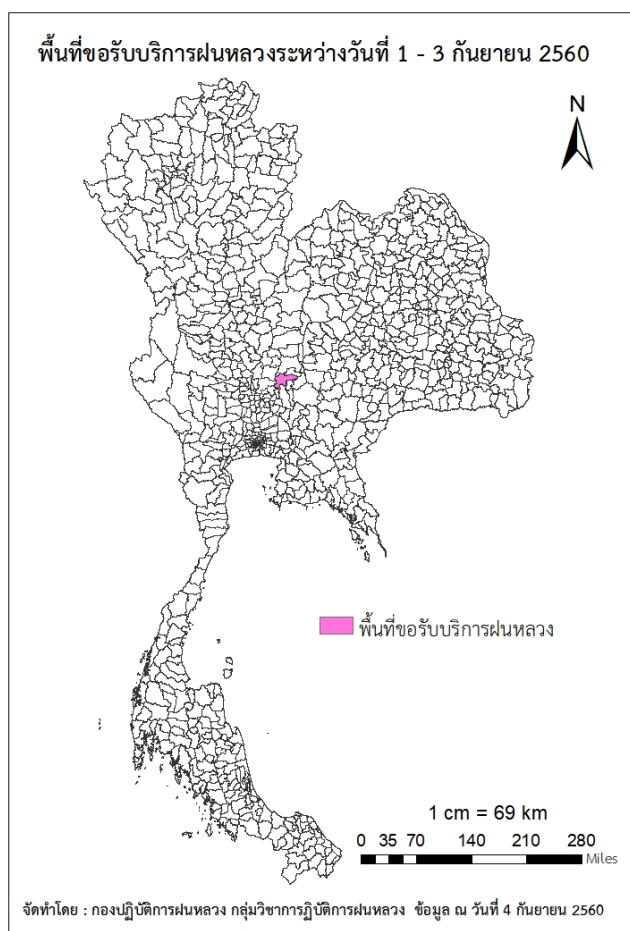 พื้นที่ขอรับบริการฝนหลวงระหว่างวันที่ 1 - 3 กันยายน 2560
N
พื้นที่ขอรับบริการฝนหลวง
1 cm = 69 km
0 35 70 140 210 280
Miles
จัดทำโดย : กองปฏิบัติการฝนหลวง กลุ่มวิชาการฏิบัติการฝนหลวง ข้อมูล ณ วันที่ 4 กันยายน 2560